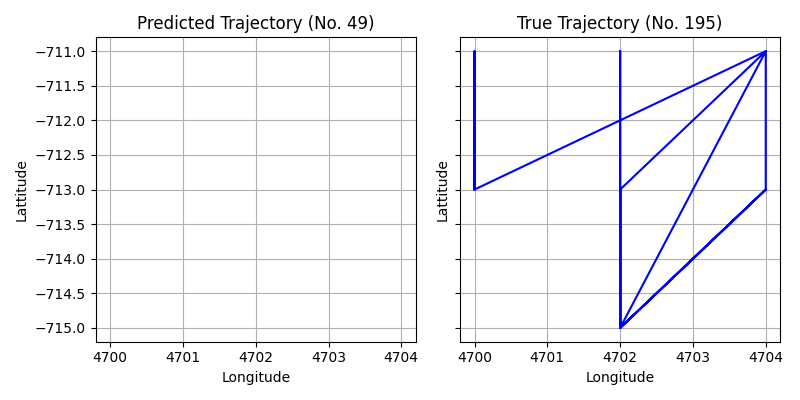 Predicted Trajectory (No. 49)
−711.0
−711.5
−712.0
−712.5
−713.0
−713.5
−714.0
−714.5
−715.0
Lattitude
4700 4701 4702 4703 4704
Longitude
True Trajectory (No. 195)
Lattitude
4700 4701 4702 4703 4704
Longitude